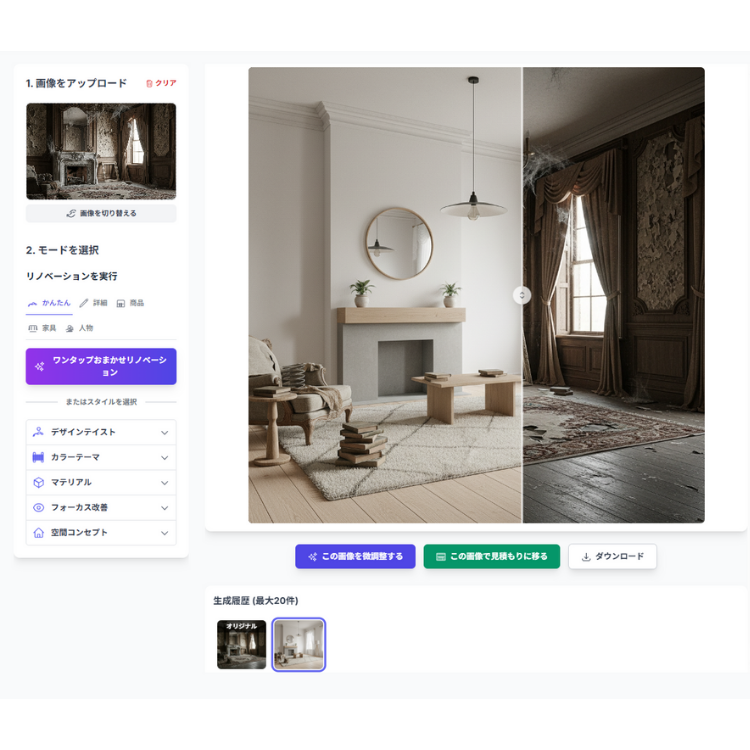 1. 画像をアップロード
クリア
画像を切り替える
2. モードを選択
リノベーションを実行
かんたん
詳細
商品
家具
人物
ワンタップおまかせリノベーシ
ョン
またはスタイルを選択
デザインテイスト
カラーテーマ
マテリアル
フォーカス改善
空間コンセプト
この画像を微調整する
この画像で見積もりに移る
ダウンロード
生成履歴 (最大20件)
オリジナル